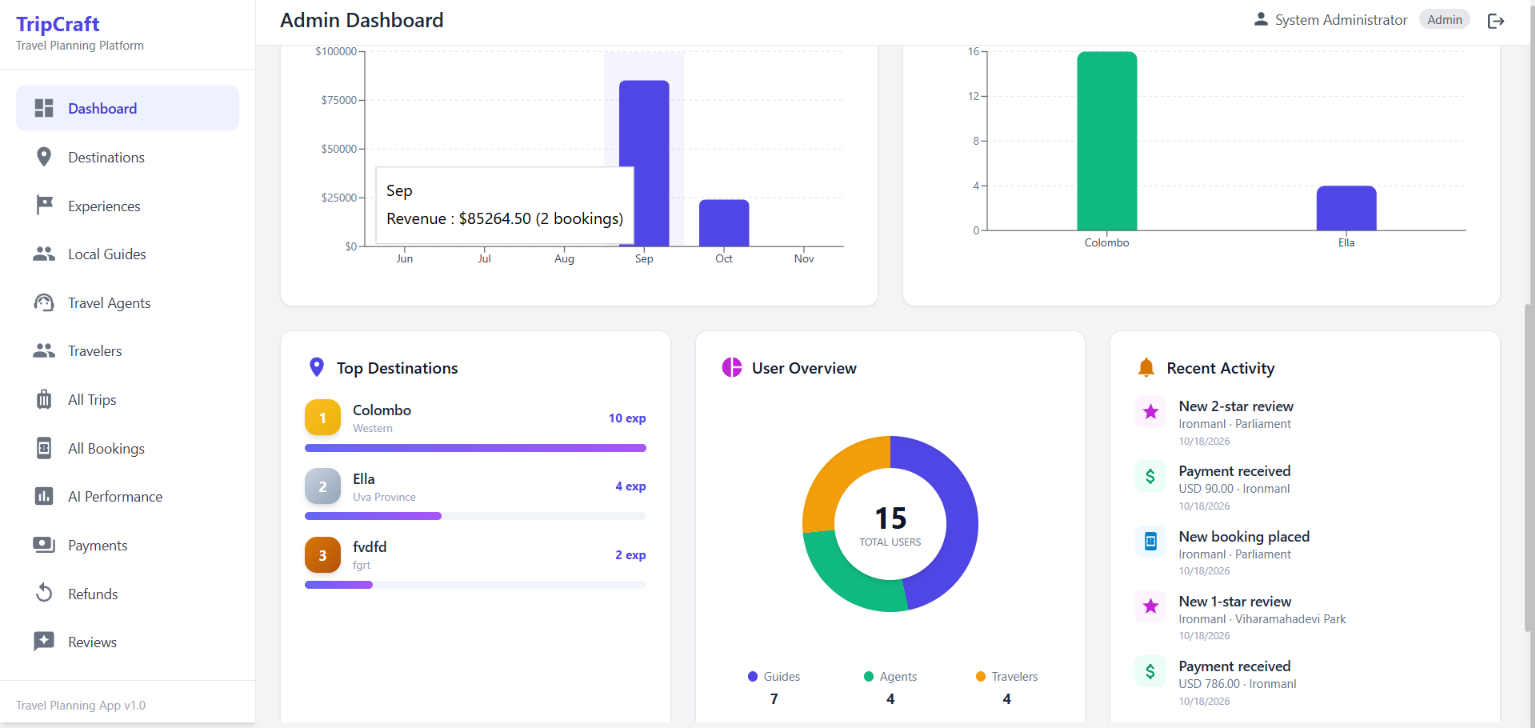 TripCraft
Travel Planning Platform
Dashboard
Destinations
Experiences
Local Guides
Travel Agents
Travelers
All Trips
All Bookings
AI Performance
Payments
Refunds
Reviews
Travel Planning App v1.0
Admin Dashboard
System Administrator
Admin
$100000
$75000
$50000
$25000
$0
Sep
Revenue : $85264.50 (2 bookings)
Jun Jul Aug Sep Oct Nov
16
12
8
4
0
Colombo Ella
Top Destinations
1
Colombo
Western
10 exp
2
Ella
Uva Province
4 exp
3
fvdfd
fgrt
2 exp
User Overview
15
TOTAL USERS
Guides
7
Agents
4
Travelers
4
Recent Activity
New 2-star review
Ironmanl · Parliament
10/18/2026
Payment received
USD 90.00 · Ironmanl
10/18/2026
New booking placed
Ironmanl · Parliament
10/18/2026
New 1-star review
Ironmanl · Viharamahadevi Park
10/18/2026
Payment received
USD 786.00 · Ironmanl
10/18/2026